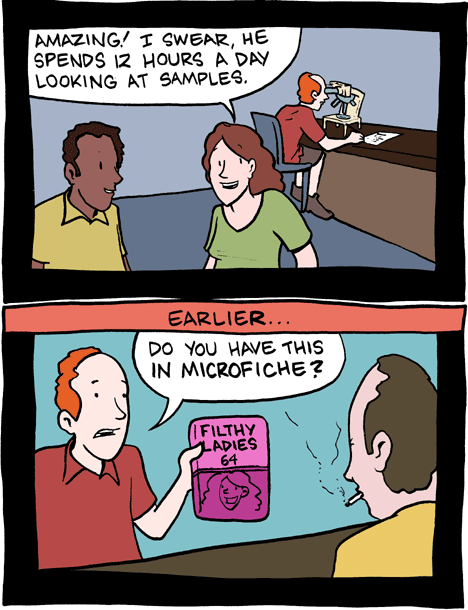 AMAZING! I SWEAR, HE
SPENDS 12 HOURS A DAY
LOOKING AT SAMPLES.
EARLIER...
DO YOU HAVE THIS
IN MICROFICHE?
FILTHY
LADIES
64